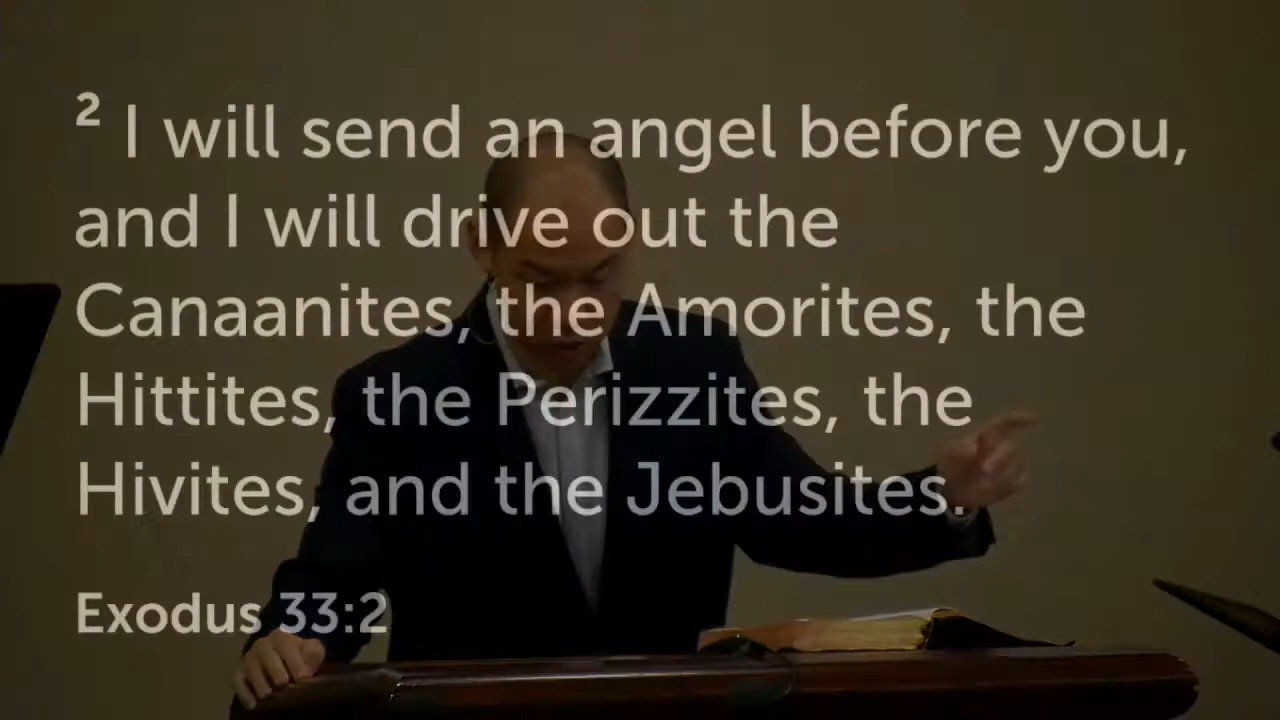 ² I will send an angel before you,
and I will drive out the
Canaanites, the Amorites, the
Hittites, the Perizzites, the
Hivites, and the Jebusites.
Exodus 33:2